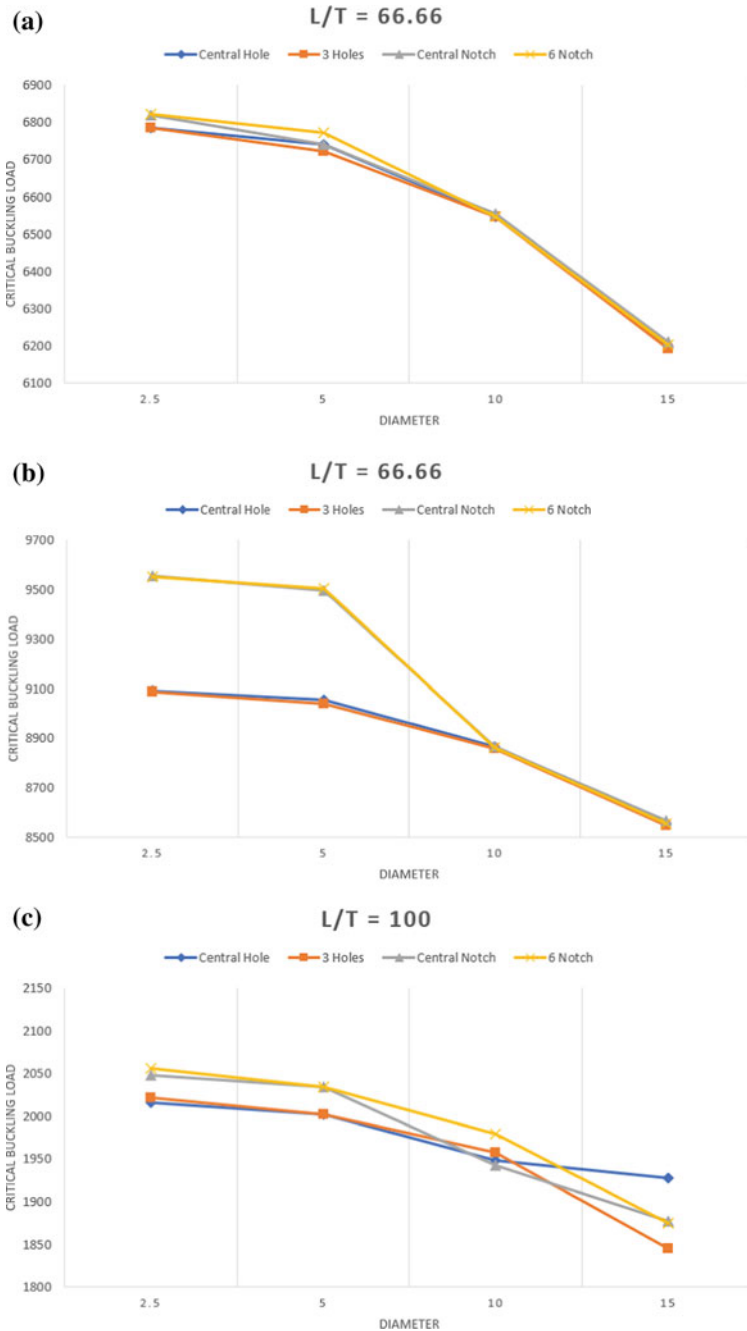 (a)
L/T = 66.66
Central Hole 3 Holes Central Notch 6 Notch
CRITICAL BUCKLING LOAD
6900
6800
6700
6600
6500
6400
6300
6200
6100
2.5 5 10 15
DIAMETER
(b)
L/T = 66.66
Central Hole 3 Holes Central Notch 6 Notch
CRITICAL BUCKLING LOAD
9700
9500
9300
9100
8900
8700
8500
2.5 5 10 15
DIAMETER
(c)
L/T = 100
Central Hole 3 Holes Central Notch 6 Notch
CRITICAL BUCKLING LOAD
2150
2100
2050
2000
1950
1900
1850
1800
2.5 5 10 15
DIAMETER